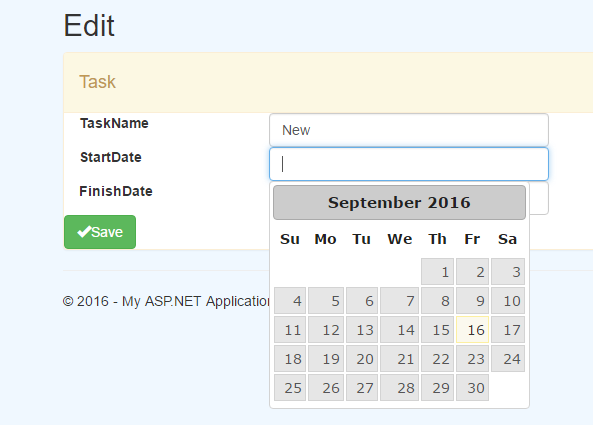 Edit
Task
TaskName New
StartDate
FinishDate
September 2016
Su Mo Tu We Th Fr Sa
1 2 3
4 5 6 7 8 9 10
11 12 13 14 15 16 17
18 19 20 21 22 23 24
25 26 27 28 29 30
Save
© 2016 - My ASP.NET Application